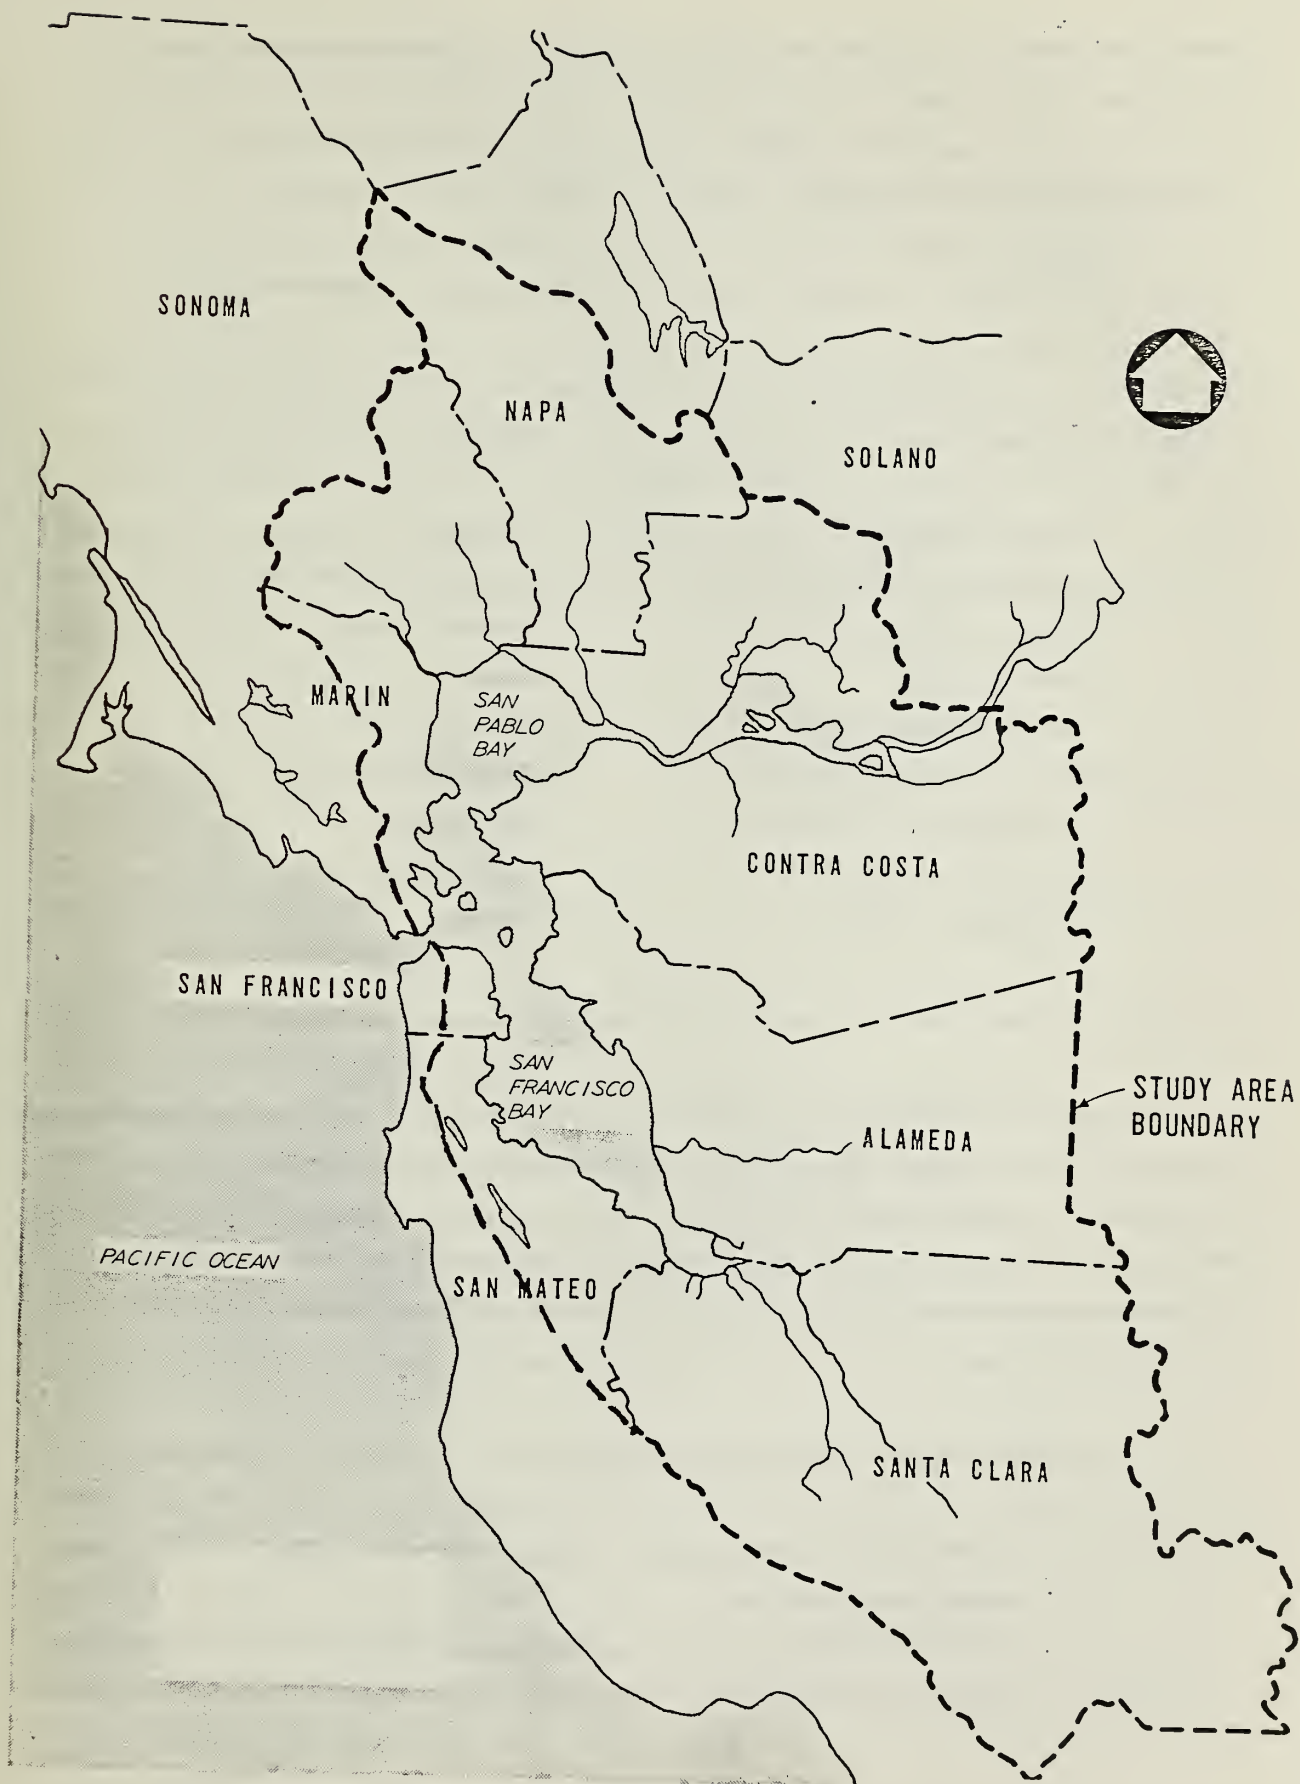 SONOMA
NAPA
SOLANO
MARIN
SAN
PABLO
BAY
CONTRA COSTA
SAN FRANCISCO
SAN
FRANCISCO
BAY
STUDY AREA
BOUNDARY
ALAMEDA
PACIFIC OCEAN
SAN MATEO
SANTA CLARA